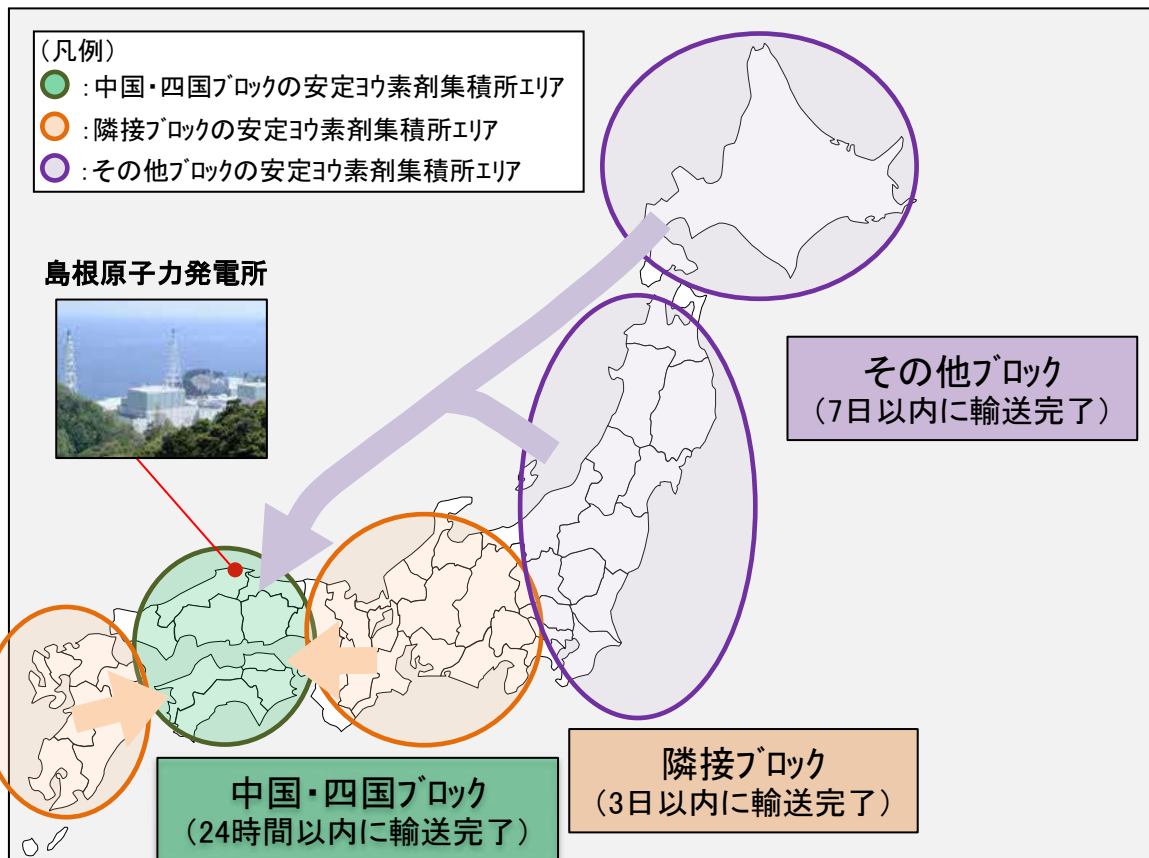 (凡例)
:中国・四国ブロックの安定ヨウ素剤集積所エリア
:隣接ブロックの安定ヨウ素剤集積所エリア
:その他ブロックの安定ヨウ素剤集積所エリア
島根原子力発電所
その他ブロック
(7日以内に輸送完了)
隣接ブロック
(3日以内に輸送完了)
中国・四国ブロック
(24時間以内に輸送完了)